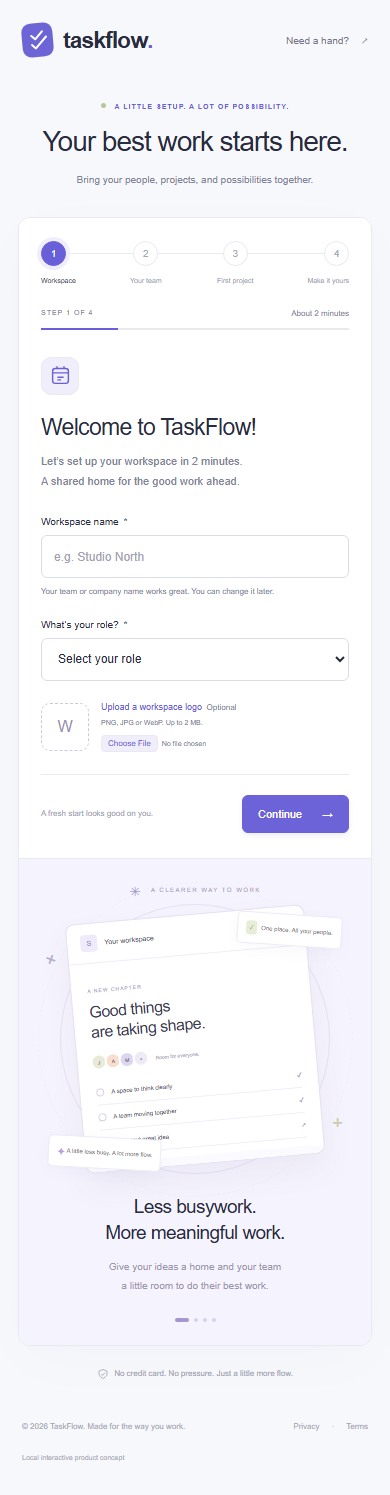 taskflow.
Need a hand? ↗
A LITTLE SETUP. A LOT OF POSSIBILITY.
Your best work starts here.
Bring your people, projects, and possibilities together.
1 2 3 4
Workspace Your team First project Make it yours
STEP 1 OF 4 About 2 minutes
Welcome to TaskFlow!
Let's set up your workspace in 2 minutes.
A shared home for the good work ahead.
Workspace name *
e.g. Studio North
Your team or company name works great. You can change it later.
What's your role? *
Select your role
W
Upload a workspace logo Optional
PNG, JPG or WebP. Up to 2 MB.
Choose File No file chosen
A fresh start looks good on you.
Continue →
A CLEARER WAY TO WORK
S Your workspace
✓ One place. All your people.
A NEW CHAPTER
Good things
are taking shape.
J A M + Room for everyone.
A space to think clearly ✓
A team moving together ✓
great idea ↗
A little less busy. A lot more flow.
Less busywork.
More meaningful work.
Give your ideas a home and your team
a little room to do their best work.
No credit card. No pressure. Just a little more flow.
© 2026 TaskFlow. Made for the way you work.
Privacy · Terms
Local interactive product concept